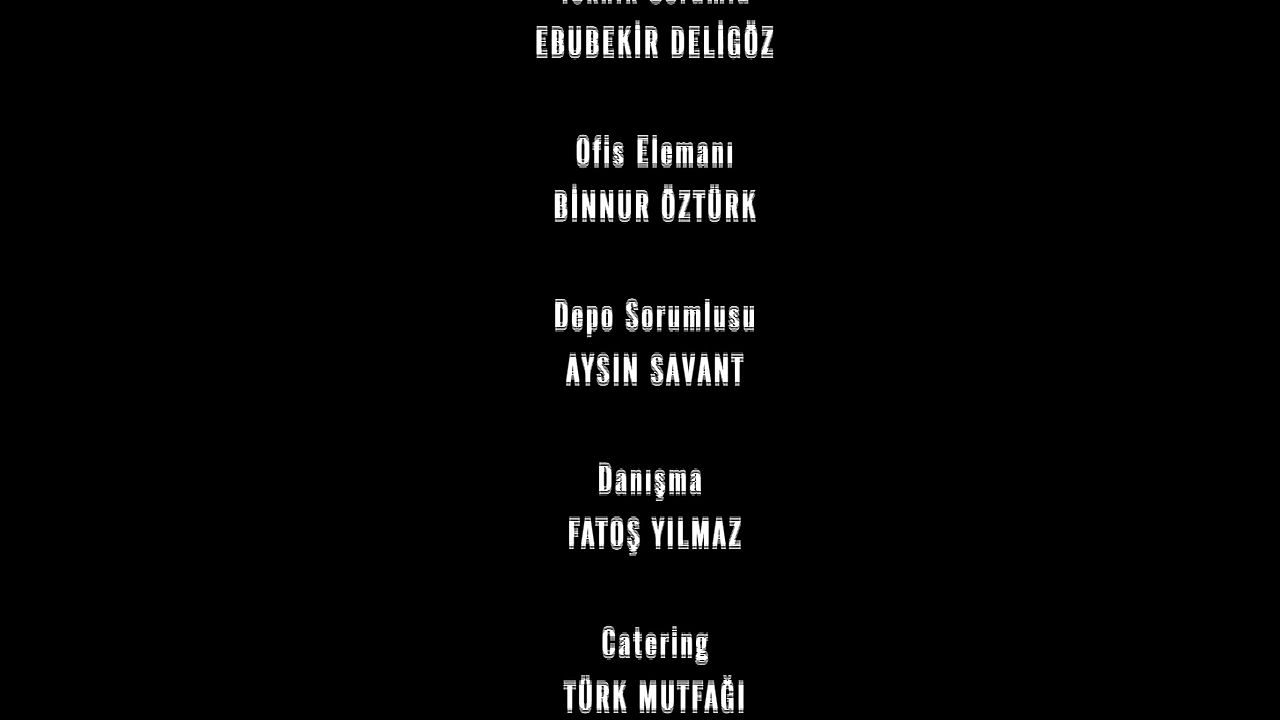 EBUBEKİR DELİGÖZ
Ofis Elemanı
BİNNUR ÖZTÜRK
Depo Sorumlusu
AYSIN SAVANT
Danışma
FATOŞ YILMAZ
Catering
TÜRK MUTFAĞI